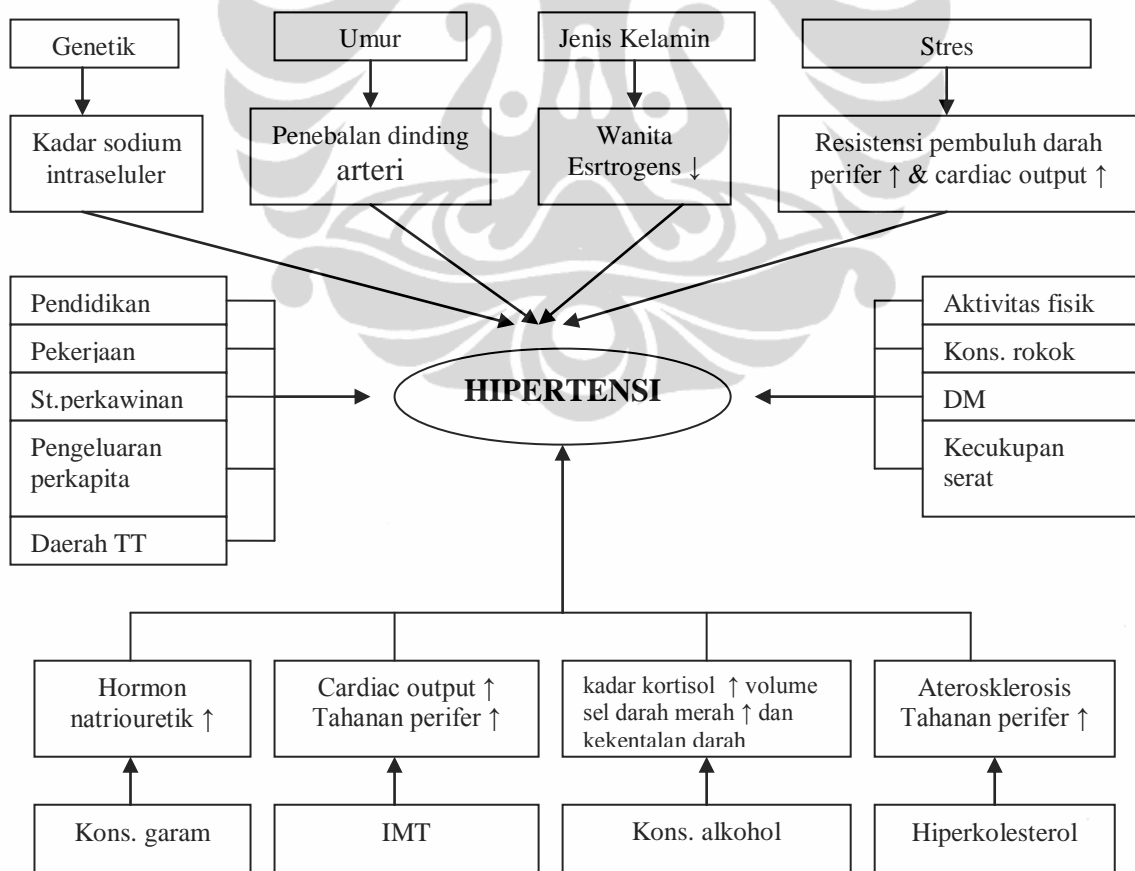 Genetik
Umur
Jenis Kelamin
Stres
Kadar sodium
intraseluler
Penebalan dinding
arteri
Wanita
Esrtrogens ↓
Resistensi pembuluh darah
perifer ↑ & cardiac output ↑
Pendidikan
Pekerjaan
St.perkawinan
Pengeluaran
perkapita
Daerah TT
HIPERTENSI
Aktivitas fisik
Kons. rokok
DM
Kecukupan
serat
Hormon
natriouretik ↑
Cardiac output ↑
Tahanan perifer ↑
kadar kortisol ↑ volume
sel darah merah ↑ dan
kekentalan darah
Aterosklerosis
Tahanan perifer ↑
Kons. garam
IMT
Kons. alkohol
Hiperkolesterol